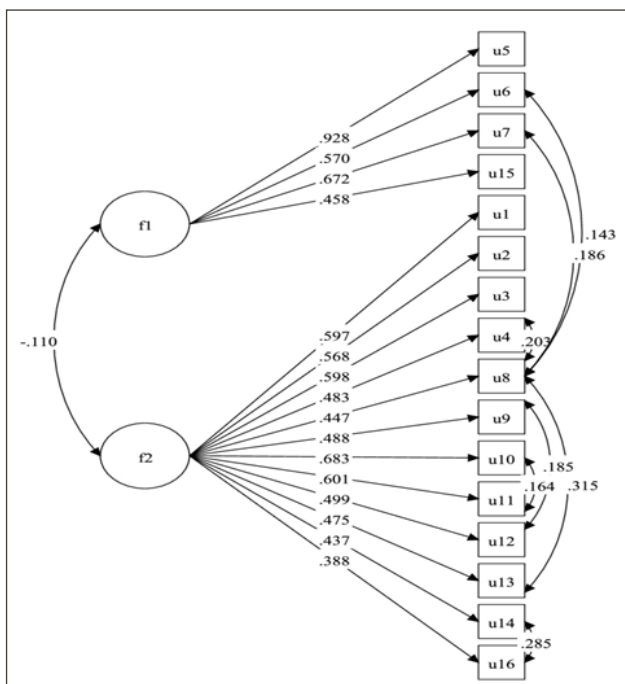 u5
u6
u7
u15
u1
u2
u3
u4
u8
u9
u10
u11
u12
u13
u14
u16
f1
f2
-.110
.928
.570
.672
.458
.597
.568
.598
.483
.447
.488
.683
.601
.499
.475
.437
.388
.143
.186
.203
.185
.164
.315
.285